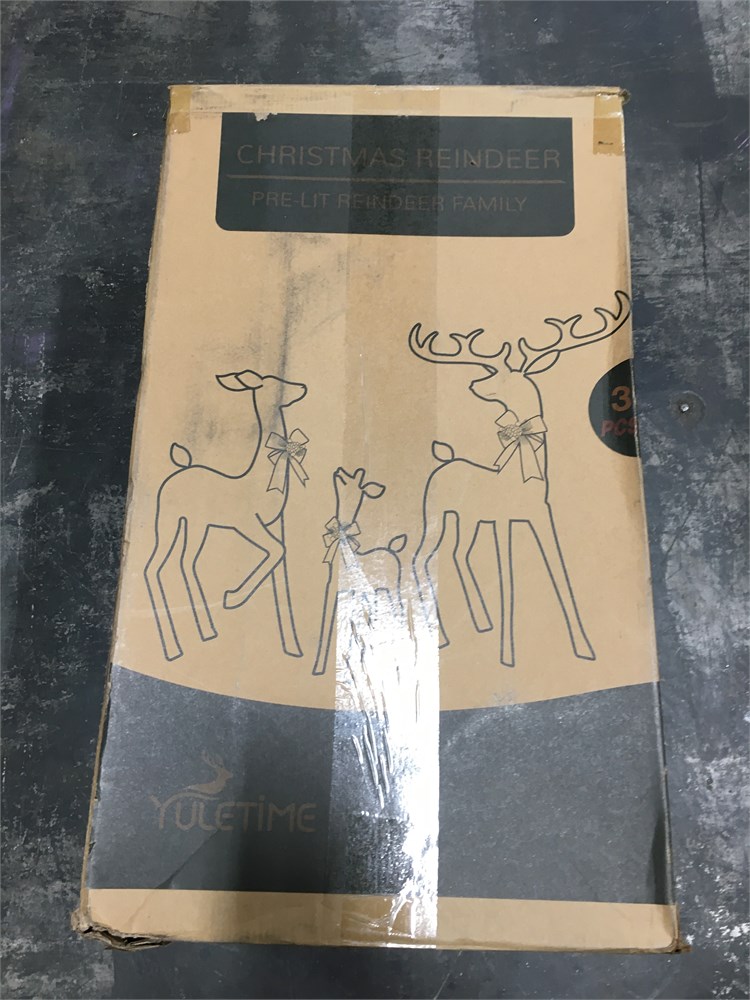 CHRISTMAS REINDEER
PRE-LIT REINDEER FAMILY
3
PCS
YULETIME